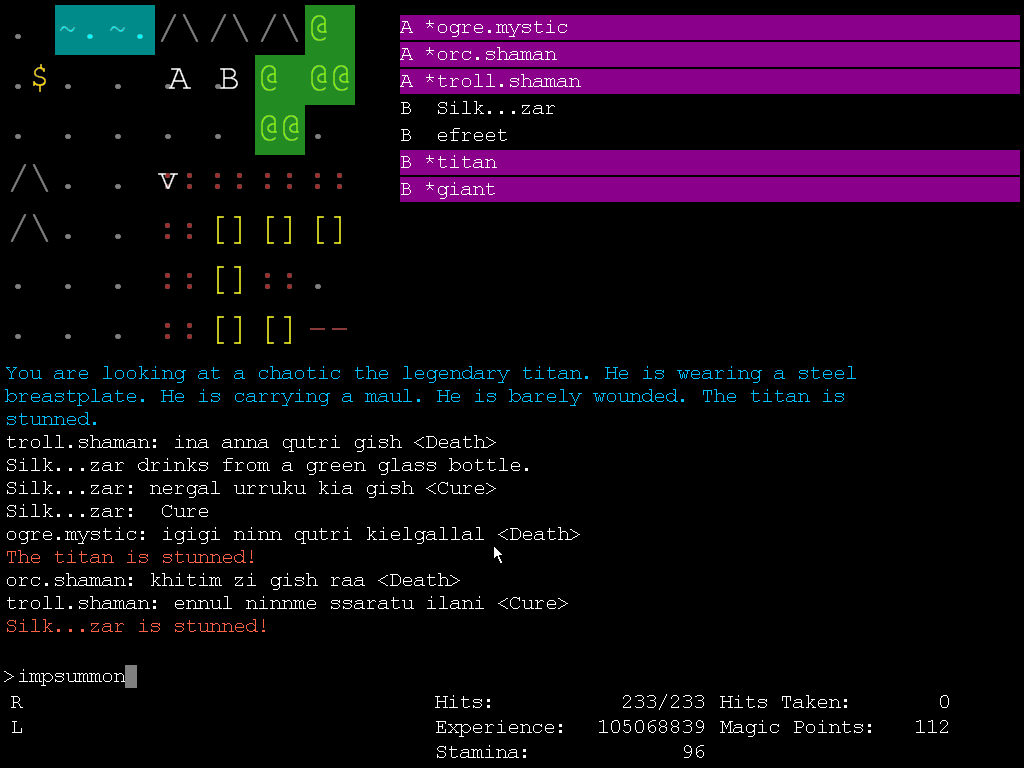 . ~. ~. /\ /\ /\ @
. $ . . .A .B @ @@
. . . . . @@ .
/\ . . v: :: :: ::
/\ . . :: [] [] []
. . . :: [] :: .
. . . :: [] [] --
A *ogre.mystic
A *orc.shaman
A *troll.shaman
B Silk...zar
B efreet
B *titan
B *giant
You are looking at a chaotic the legendary titan. He is wearing a steel
breastplate. He is carrying a maul. He is barely wounded. The titan is
stunned.
troll.shaman: ina anna qutri gish <Death>
Silk...zar drinks from a green glass bottle.
Silk...zar: nergal urruku kia gish <Cure>
Silk...zar:  Cure
ogre.mystic: igigi ninn qutri kielgallal <Death>
The titan is stunned!
orc.shaman: khitim zi gish raa <Death>
troll.shaman: ennul ninnme ssaratu ilani <Cure>
Silk...zar is stunned!
>impsummon
R Hits: 233/233 Hits Taken: 0
L Experience: 105068839 Magic Points: 112
Stamina: 96